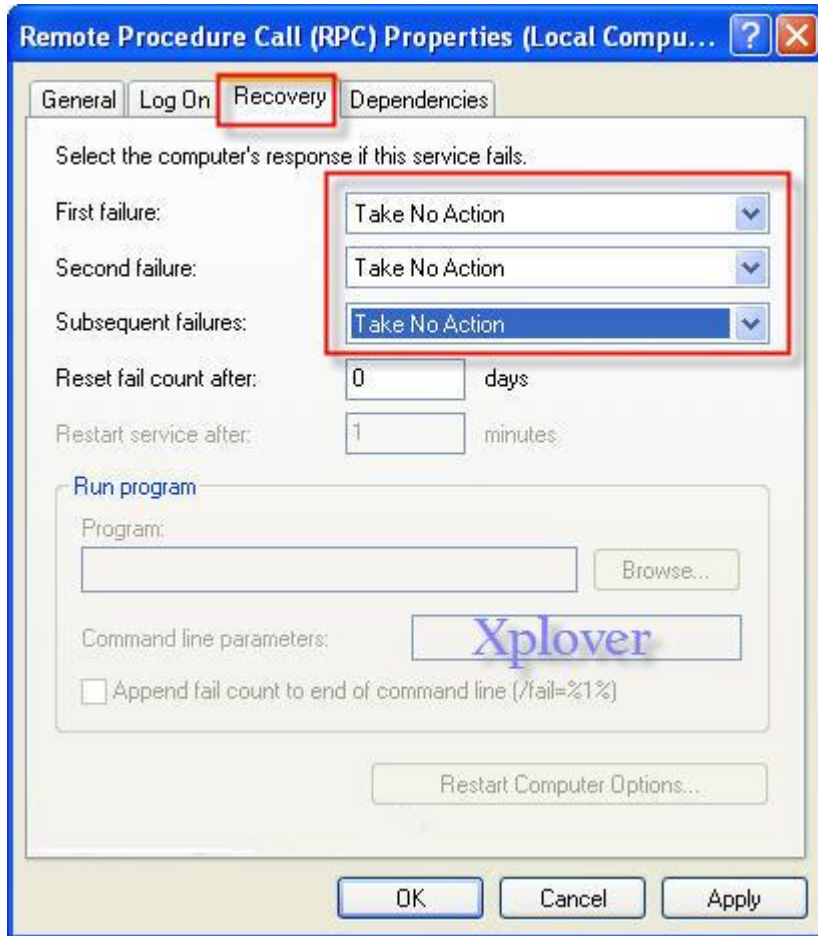 Remote Procedure Call (RPC) Properties (Local Compu...
General Log On Recovery Dependencies
Select the computer's response if this service fails.
First failure: Take No Action
Second failure: Take No Action
Subsequent failures: Take No Action
Reset fail count after: 0 days
Restart service after: 1 minutes
Run program
Program:
Browse...
Command line parameters: Xplover
Append fail count to end of command line (/fail=%1%)
Restart Computer Options...
OK Cancel Apply